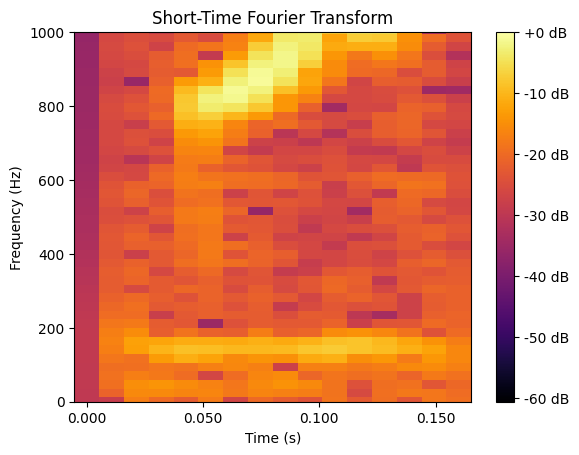 Short-Time Fourier Transform
1000
800
600
400
200
0
Frequency (Hz)
0.000
0.050
0.100
0.150
Time (s)
+0 dB
-10 dB
-20 dB
-30 dB
-40 dB
-50 dB
-60 dB